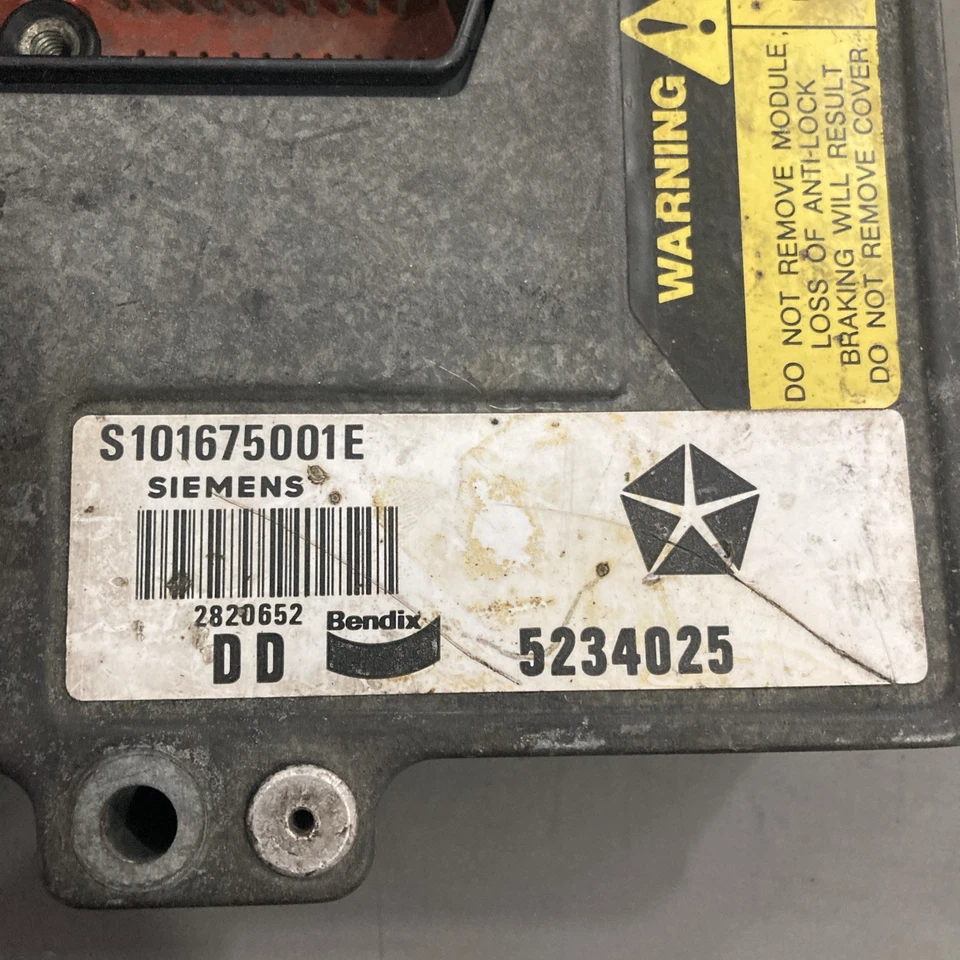 WARNING
DO NOT REMOVE MODULE;
LOSS OF ANTI-LOCK
BRAKING WILL RESULT
DO NOT REMOVE COVER
S101675001E
SIEMENS
2820652
DD
Bendix
5234025